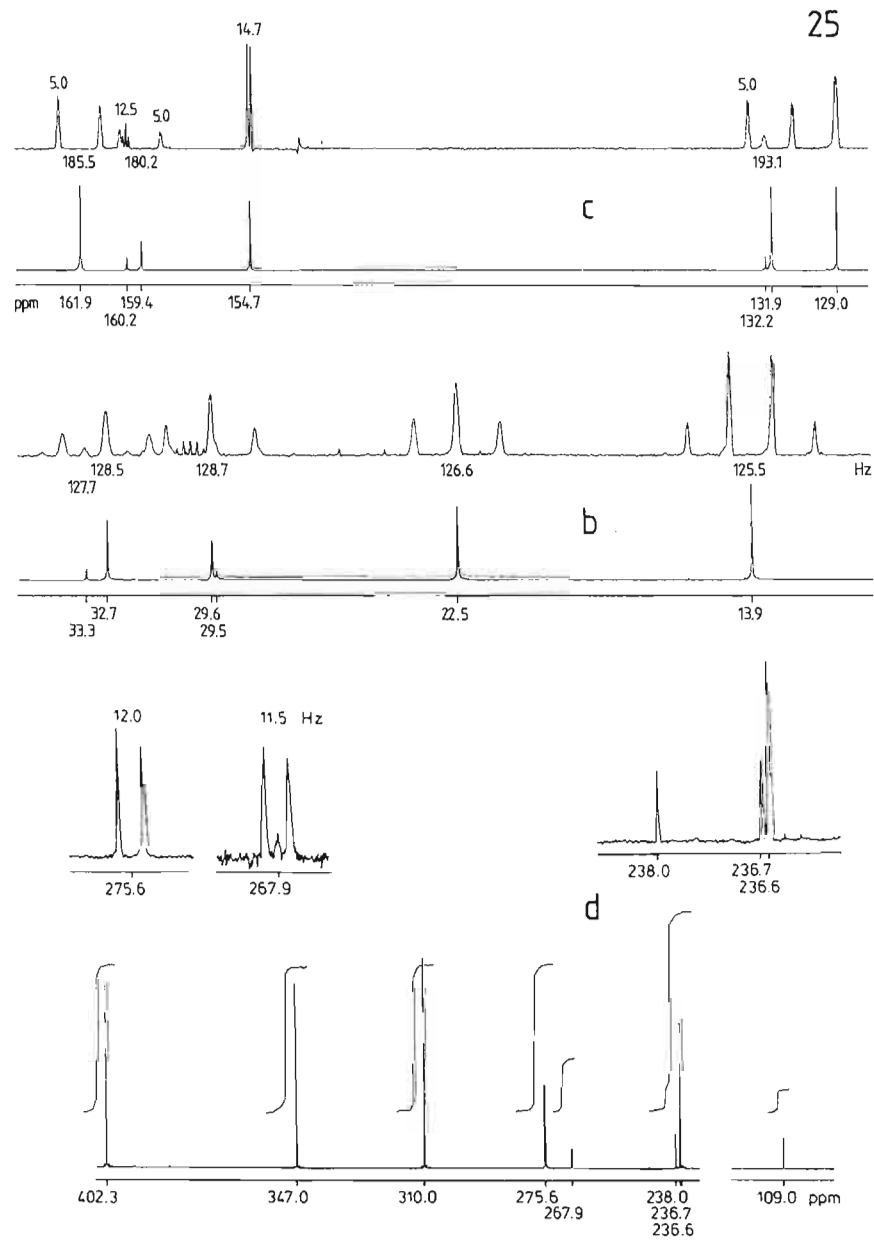 25
14.7
5.0 12.5 5.0 5.0
185.5 180.2 193.1
c
ppm 161.9 159.4 154.7 131.9 129.0
160.2 132.2
128.5 128.7 126.6 125.5 Hz
127.7
b
32.7 29.6 22.5 13.9
33.3 29.5
12.0 11.5 Hz
275.6 267.9 238.0 236.7
236.6
d
402.3 347.0 310.0 275.6 238.0 109.0 ppm
267.9 236.7
236.6